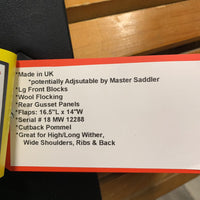 *Made in UK
*potentially Adjsutable by Master Saddler
*Lg Front Blocks
*Wool Flocking
*Rear Gusset Panels
*Flaps: 16.5"L x 14"W
*Serial # 18 MW 12288
*Cutback Pommel
*Great for High/Long Wither,
Wide Shoulders, Ribs & Back